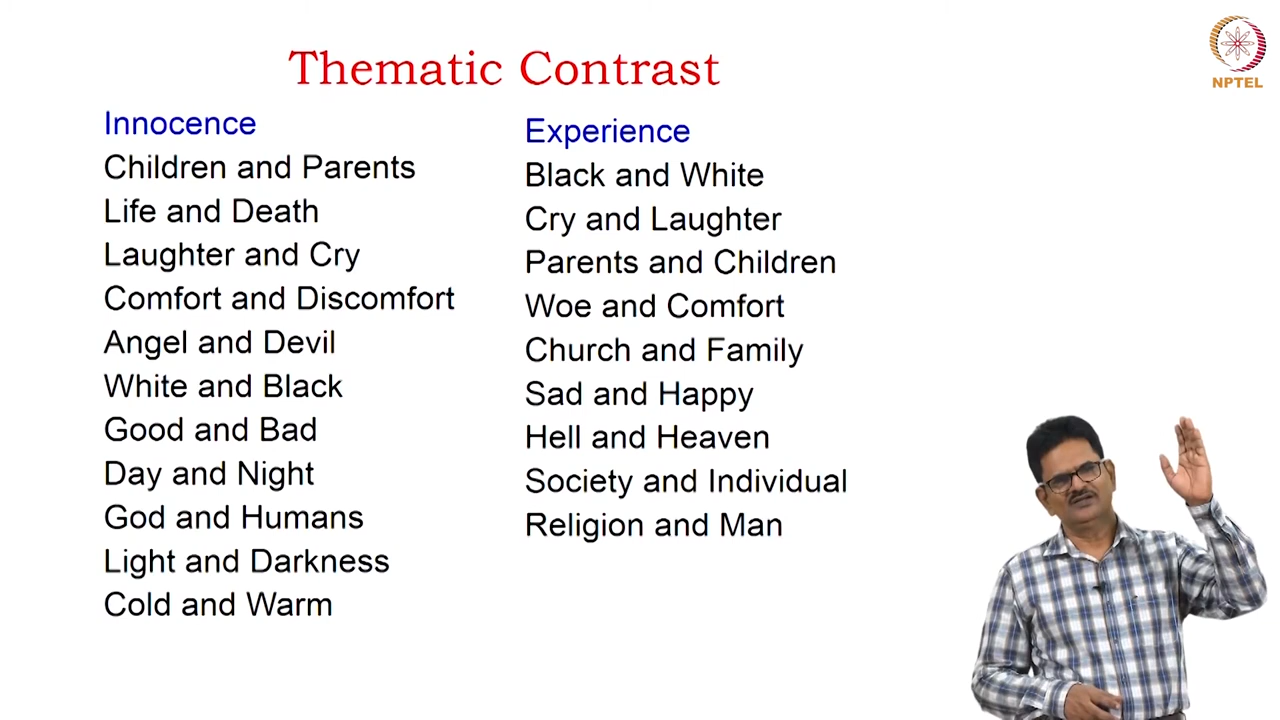 Thematic Contrast
NPTEL
Innocence
Children and Parents
Life and Death
Laughter and Cry
Comfort and Discomfort
Angel and Devil
White and Black
Good and Bad
Day and Night
God and Humans
Light and Darkness
Cold and Warm
Experience
Black and White
Cry and Laughter
Parents and Children
Woe and Comfort
Church and Family
Sad and Happy
Hell and Heaven
Society and Individual
Religion and Man